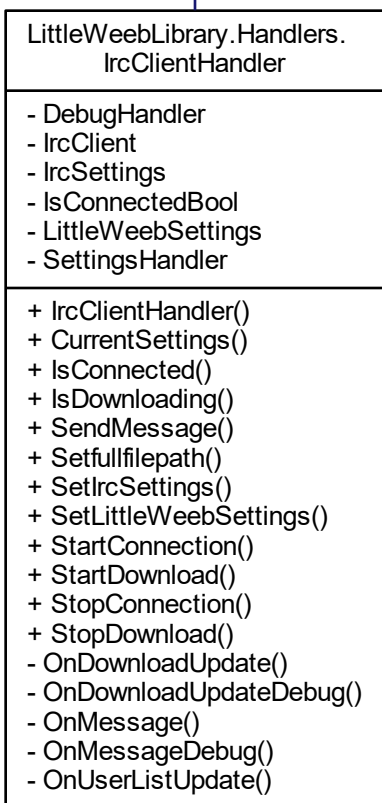 LittleWeebLibrary.Handlers.
IrcClientHandler
- DebugHandler
- IrcClient
- IrcSettings
- IsConnectedBool
- LittleWeebSettings
- SettingsHandler
+ IrcClientHandler()
+ CurrentSettings()
+ IsConnected()
+ IsDownloading()
+ SendMessage()
+ Setfullfilepath()
+ SetIrcSettings()
+ SetLittleWeebSettings()
+ StartConnection()
+ StartDownload()
+ StopConnection()
+ StopDownload()
- OnDownloadUpdate()
- OnDownloadUpdateDebug()
- OnMessage()
- OnMessageDebug()
- OnUserListUpdate()